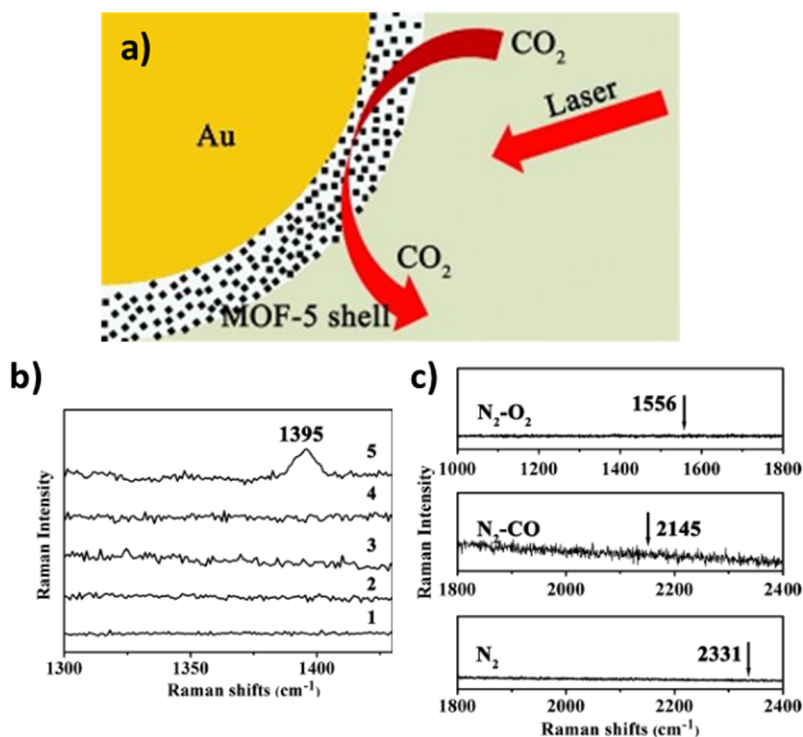 a)
CO₂
Laser
Au
CO₂
MOF-5 shell
b)
1395
5
4
3
2
1
Raman Intensity
1300 1350 1400
Raman shifts (cm⁻¹)
c)
N₂-O₂ 1556
1000 1200 1400 1600 1800
N₂-CO 2145
1800 2000 2200 2400
N₂ 2331
1800 2000 2200 2400
Raman Intensity
Raman shifts (cm⁻¹)